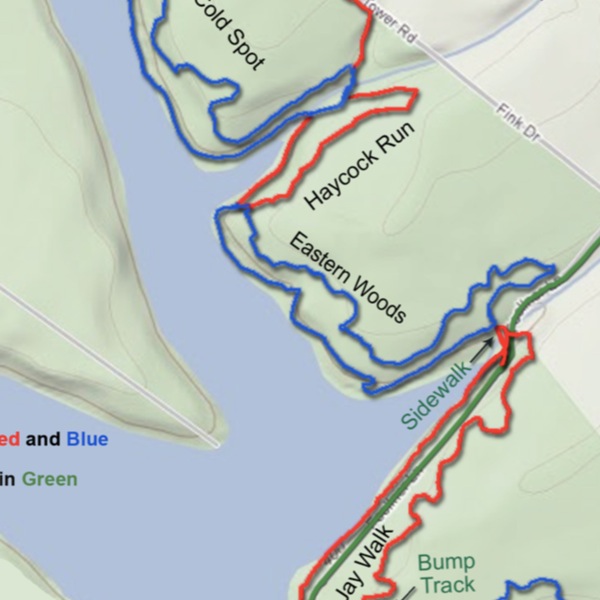 Cold Spot
Tower Rd
Fink Dr
Haycock Run
Eastern Woods
Sidewalk
ed and Blue
in Green
Jay Walk
Bump
Track